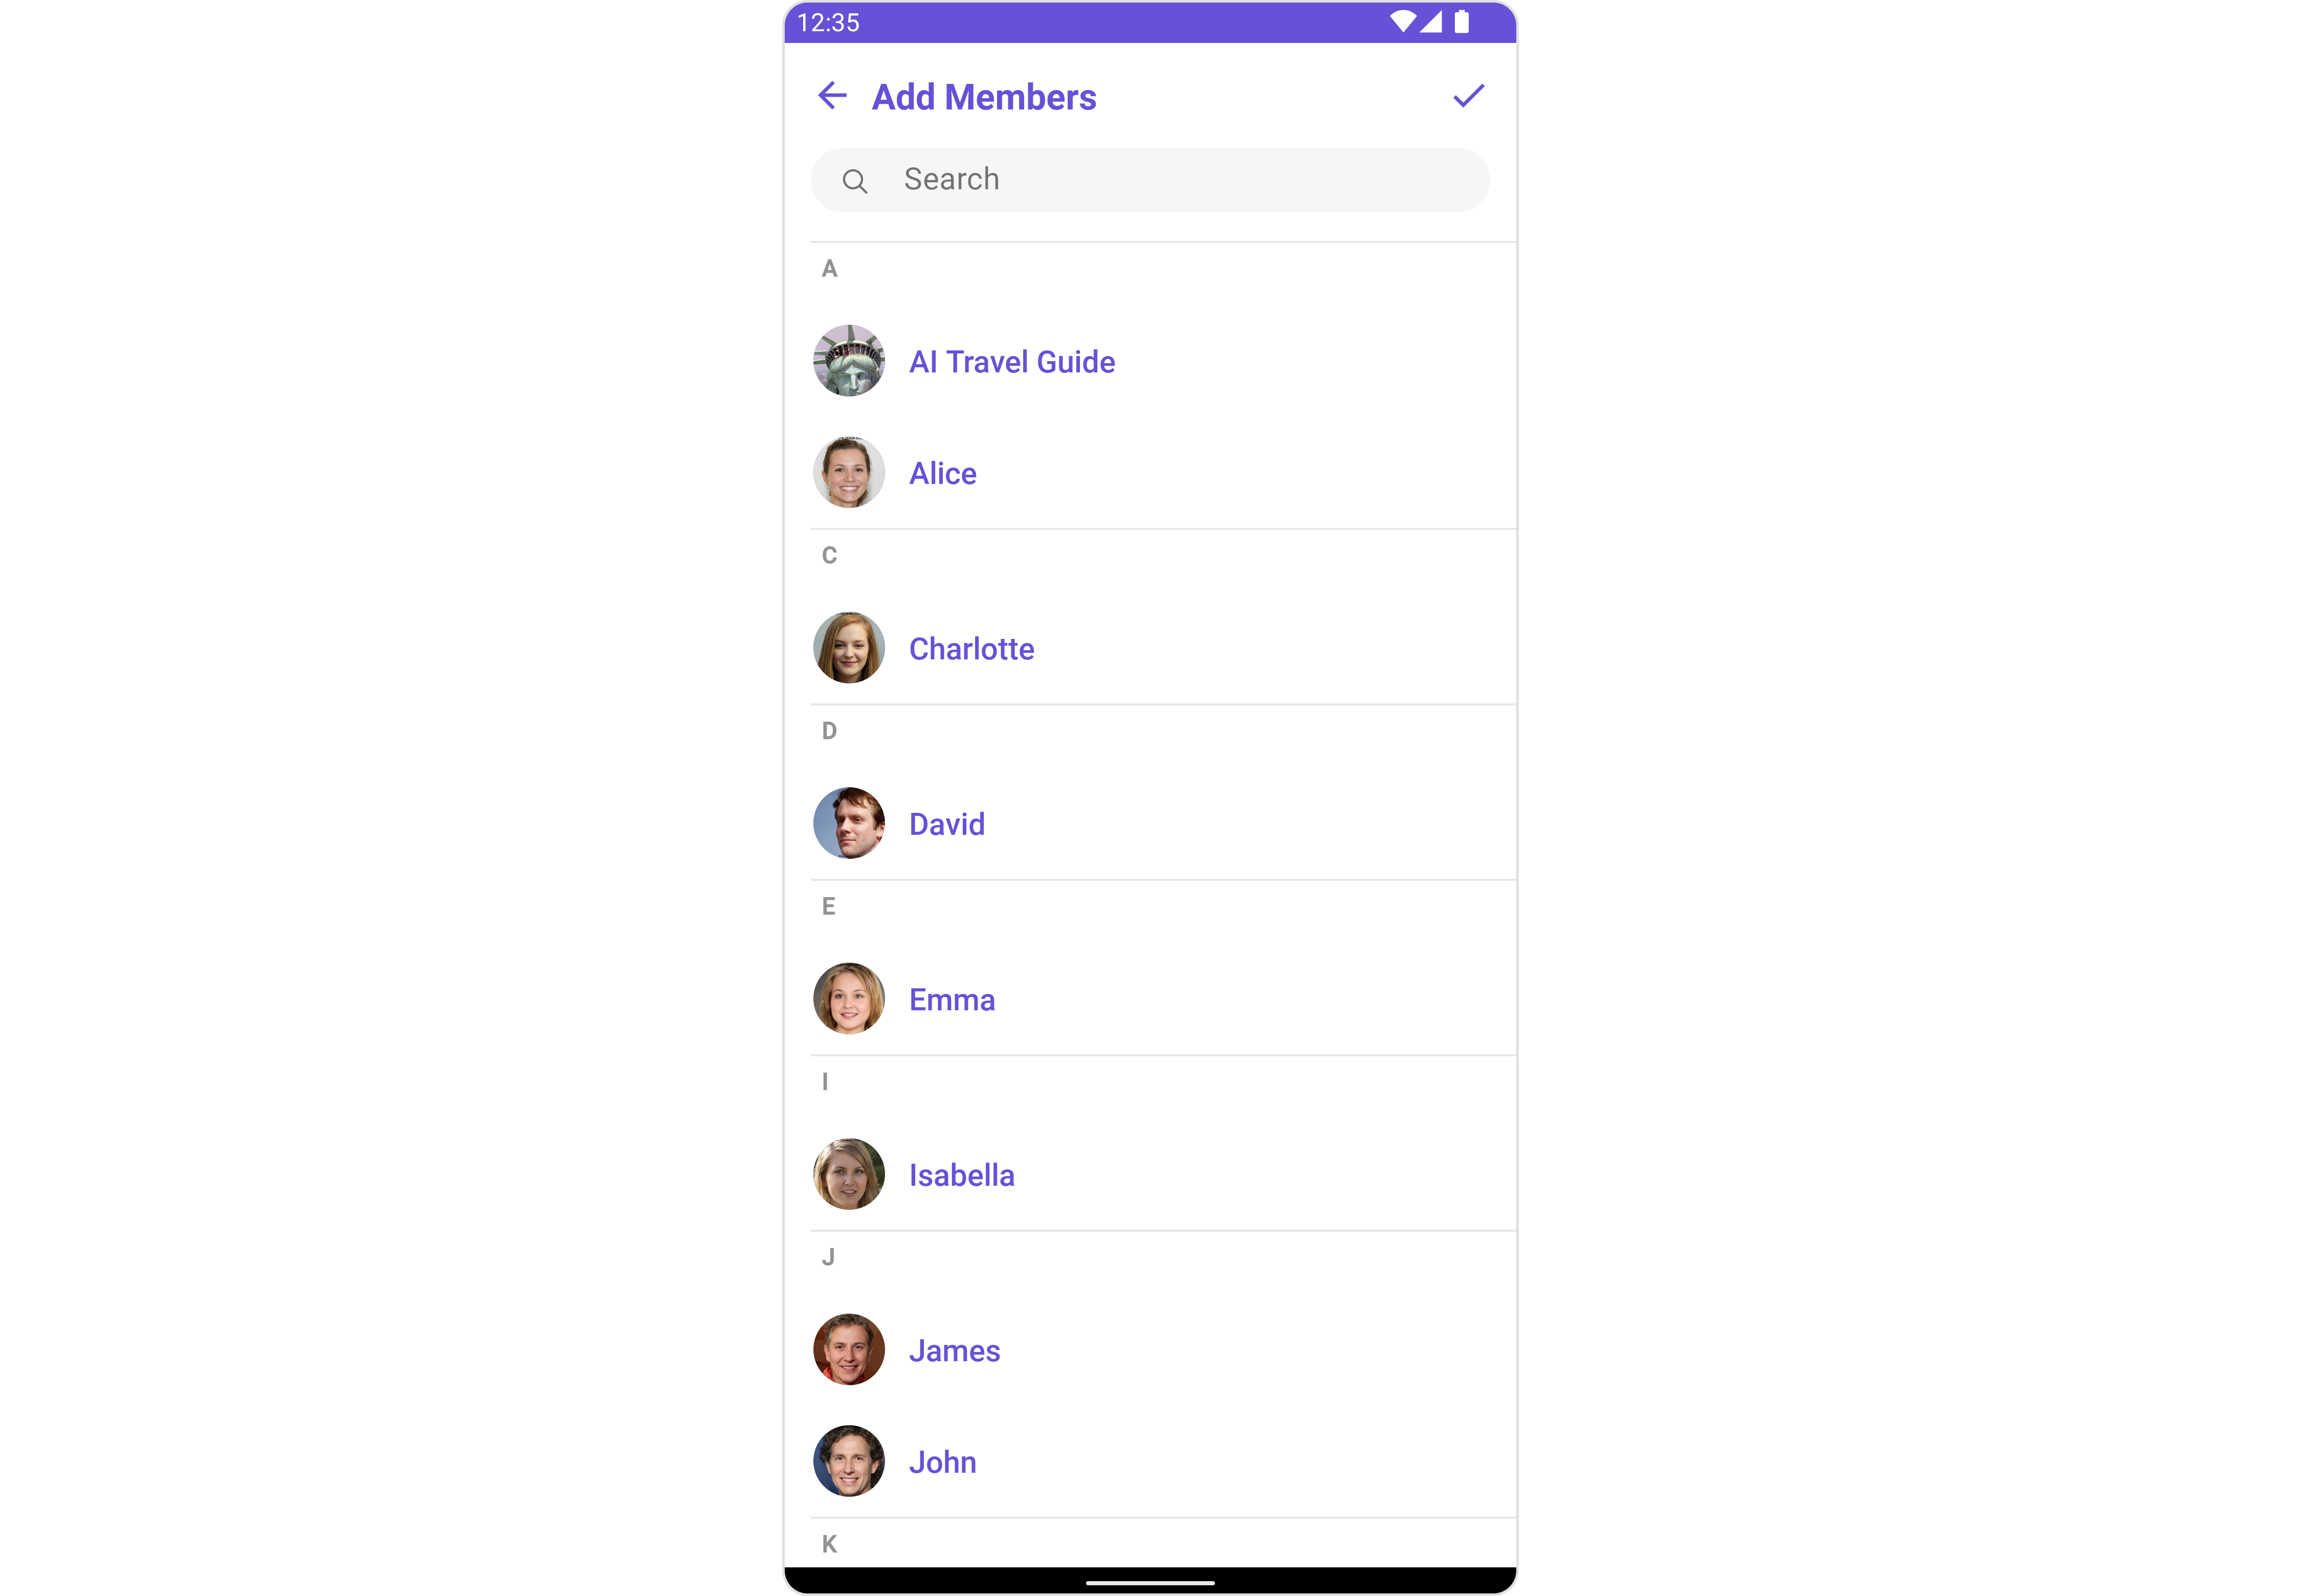 12:35
Add Members
Search
A
AI Travel Guide
Alice
C
Charlotte
D
David
E
Emma
I
Isabella
J
James
John
K